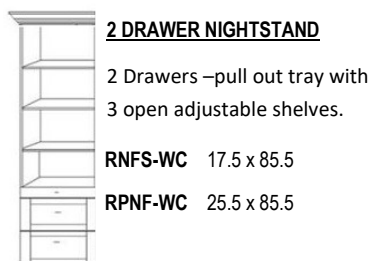 2 DRAWER NIGHTSTAND
2 Drawers –pull out tray with
3 open adjustable shelves.
RNFS-WC 17.5 x 85.5
RPNF-WC 25.5 x 85.5